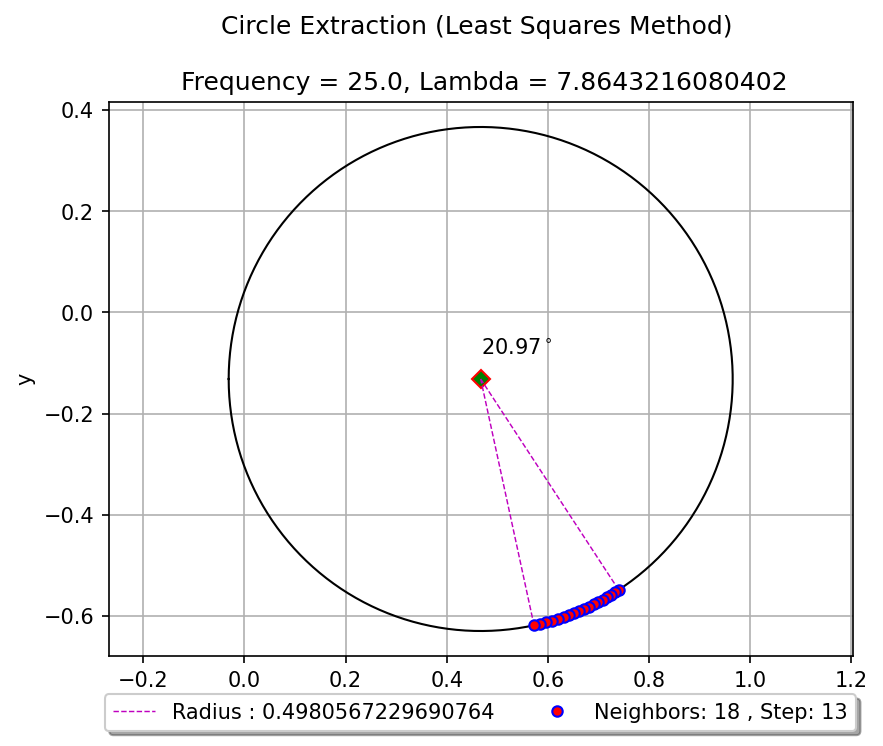 Circle Extraction (Least Squares Method)
Frequency = 25.0, Lambda = 7.8643216080402
0.4
0.2
0.0
−0.2
−0.4
−0.6
y
20.97°
−0.2 0.0 0.2 0.4 0.6 0.8 1.0 1.2
Radius : 0.4980567229690764 Neighbors: 18 , Step: 13